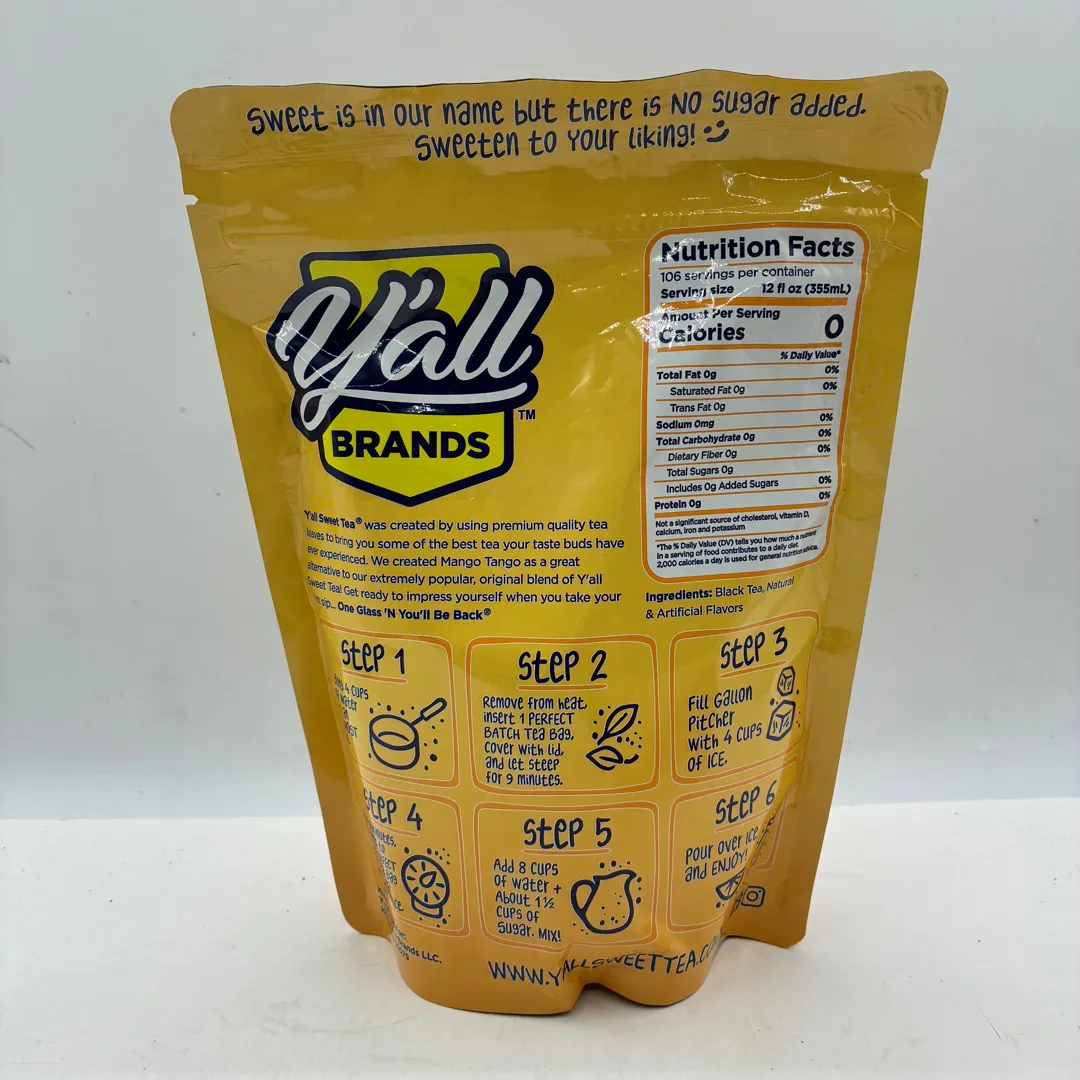 Sweet is in our name but there is NO sugar added.
Sweeten to your liking!
Y'all
BRANDS
TM
Y'all Sweet Tea® was created by using premium quality tea
leaves to bring you some of the best tea your taste buds have
ever experienced. We created Mango Tango as a great
alternative to our extremely popular, original blend of Y'all
Sweet Tea! Get ready to impress yourself when you take your
sip... One Glass 'N You'll Be Back®
Nutrition Facts
106 servings per container
Serving size 12 fl oz (355mL)
Amount Per Serving
Calories 0
% Daily Value*
Total Fat 0g 0%
Saturated Fat 0g 0%
Trans Fat 0g
Sodium 0mg 0%
Total Carbohydrate 0g 0%
Dietary Fiber 0g 0%
Total Sugars 0g
Includes 0g Added Sugars 0%
Protein 0g 0%
Not a significant source of cholesterol, vitamin D,
calcium, iron and potassium
*The % Daily Value (DV) tells you how much a nutrient
in a serving of food contributes to a daily diet.
2,000 calories a day is used for general nutrition advice.
Ingredients: Black Tea, Natural
& Artificial Flavors
Step 1
4 Cups
Water
Step 2
Remove from heat,
insert 1 PERFECT
BATCH Tea Bag,
cover with lid,
and let steep
for 9 minutes.
Step 3
Fill Gallon
Pitcher
with 4 Cups
of ICE.
Step 4
Step 5
Add 8 Cups
of water +
About 1½
Cups of
Sugar. MIX!
Step 6
Pour over ice
and ENJOY!
Brands LLC.
WWW.YALLSWEETTEA.CO